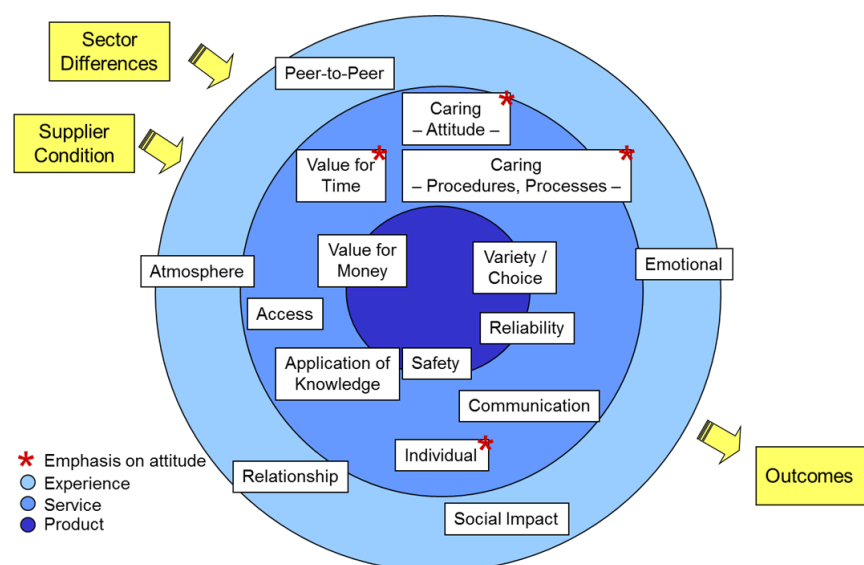 Sector
Differences
Peer-to-Peer
Caring
– Attitude –
*
Supplier
Condition
Value for
Time
*
Caring
– Procedures, Processes –
*
Value for
Money
Variety /
Choice
Atmosphere
Emotional
Access
Reliability
Application of
Knowledge
Safety
Communication
Individual
*
* Emphasis on attitude
Experience
Service
Product
Relationship
Social Impact
Outcomes